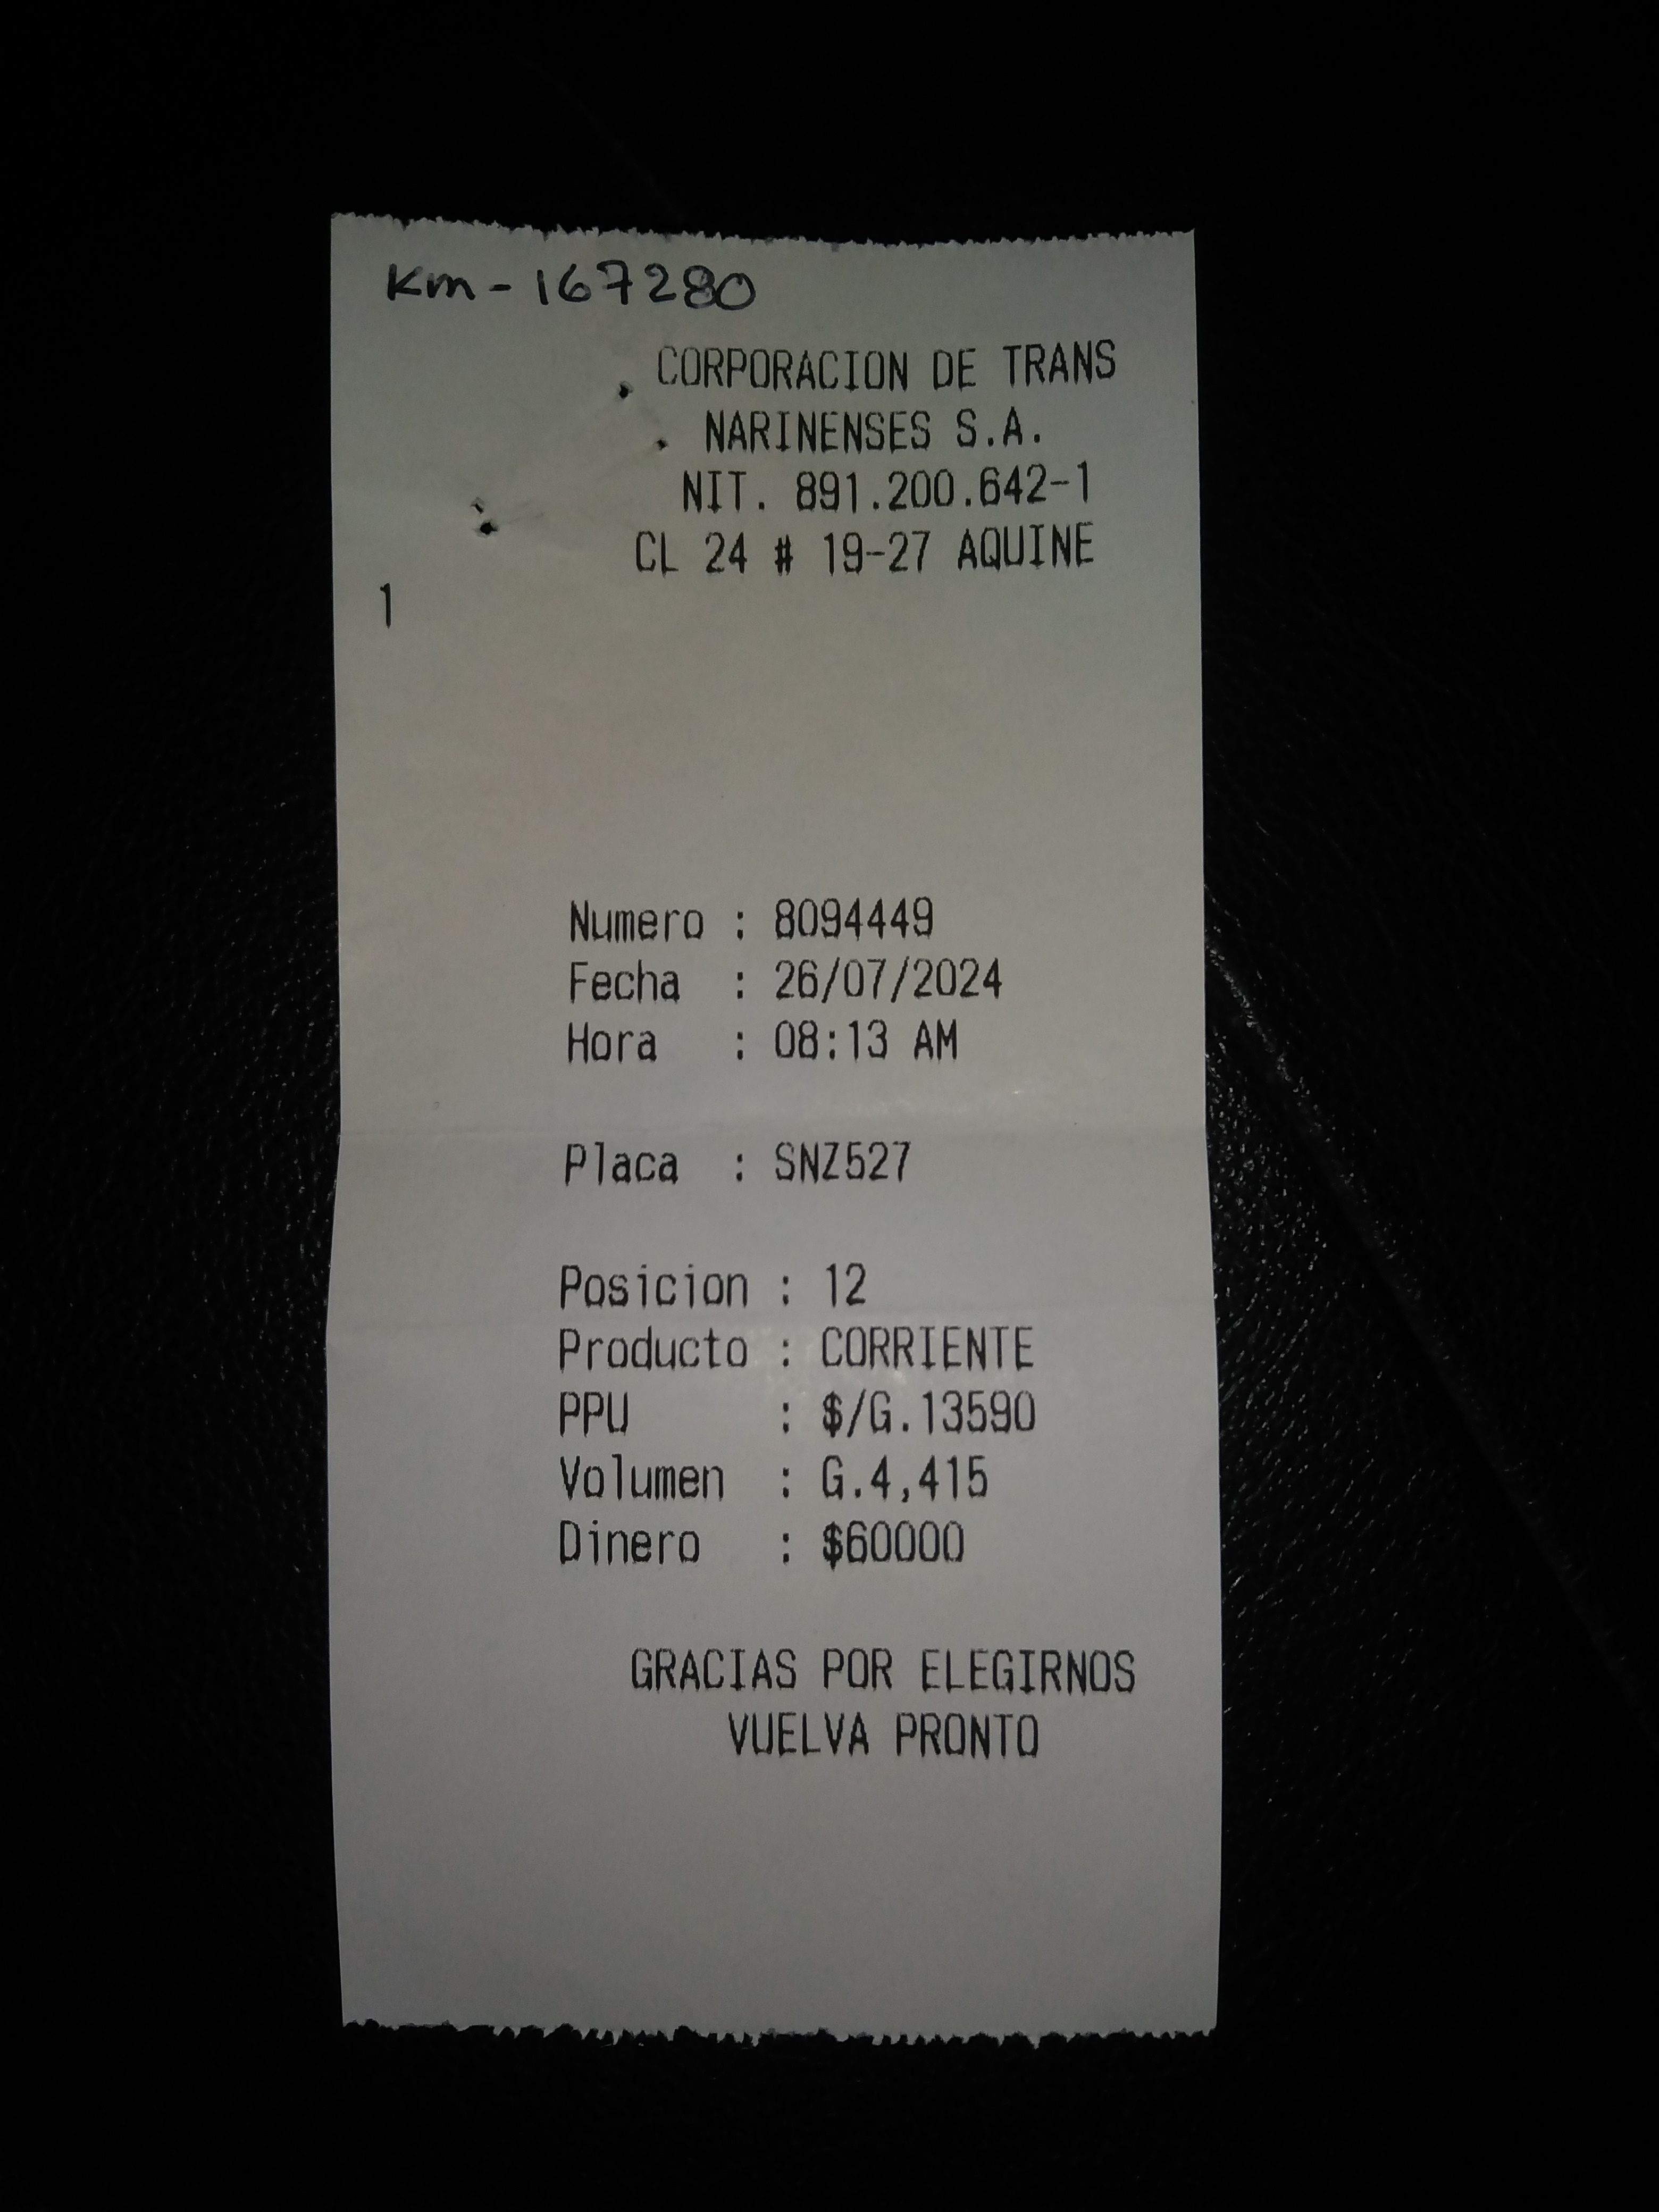 Km - 167280
CORPORACION DE TRANS
NARINENSES S.A.
NIT. 891.200.642-1
CL 24 # 19-27 AQUINE
1
Numero : 8094449
Fecha : 26/07/2024
Hora : 08:13 AM
Placa : SNZ527
Posicion : 12
Producto : CORRIENTE
PPU : $/G.13590
Volumen : G.4,415
Dinero : $60000
GRACIAS POR ELEGIRNOS
VUELVA PRONTO